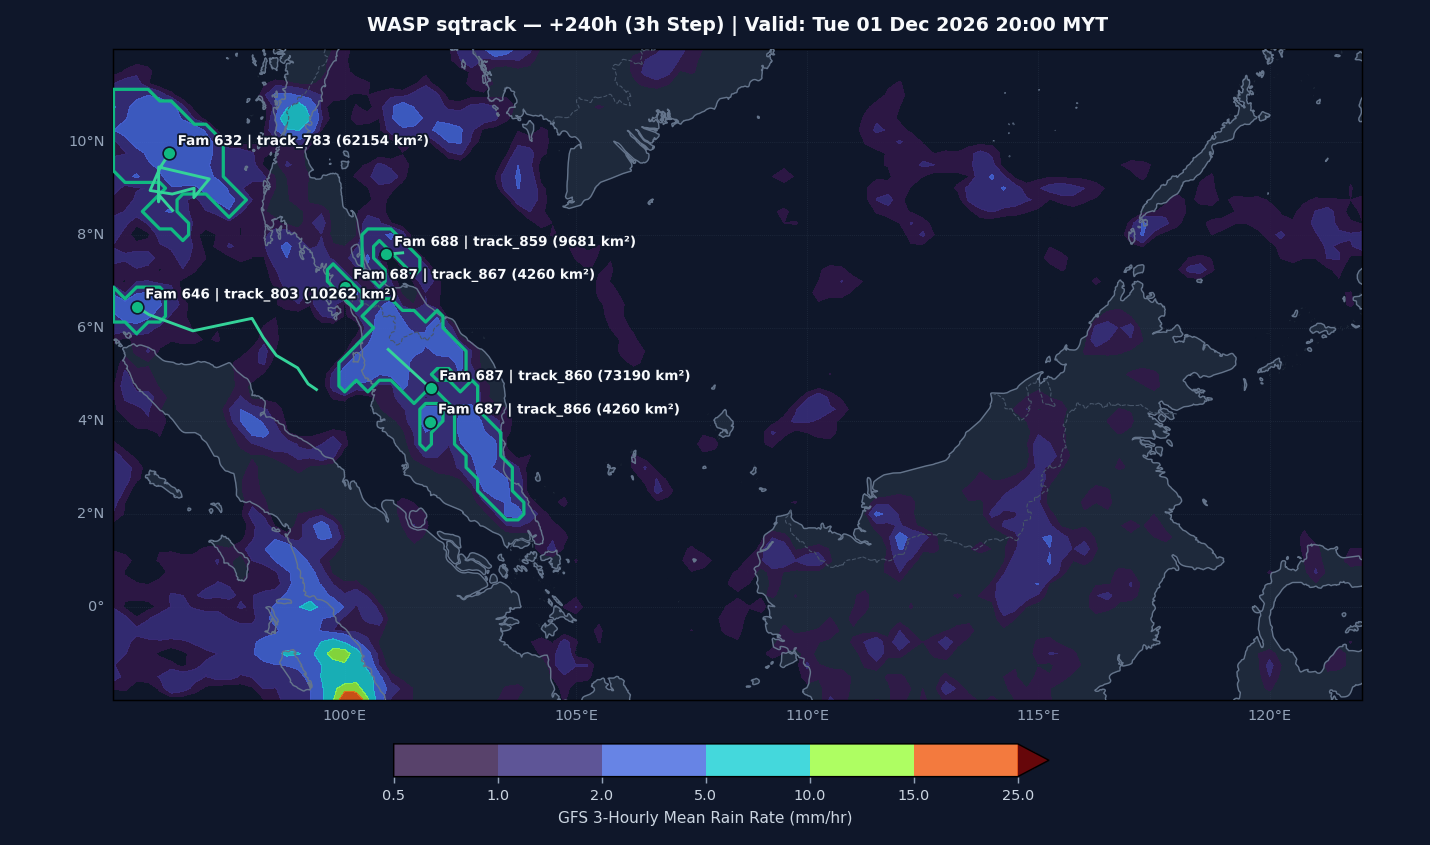 WASP sqtrack — +240h (3h Step) | Valid: Tue 01 Dec 2026 20:00 MYT
10°N
Fam 632 | track_783 (62154 km²)
8°N
Fam 688 | track_859 (9681 km²)
Fam 687 | track_867 (4260 km²)
Fam 646 | track_803 (10262 km²)
6°N
Fam 687 | track_860 (73190 km²)
Fam 687 | track_866 (4260 km²)
4°N
2°N
0°
100°E 105°E 110°E 115°E 120°E
0.5 1.0 2.0 5.0 10.0 15.0 25.0
GFS 3-Hourly Mean Rain Rate (mm/hr)